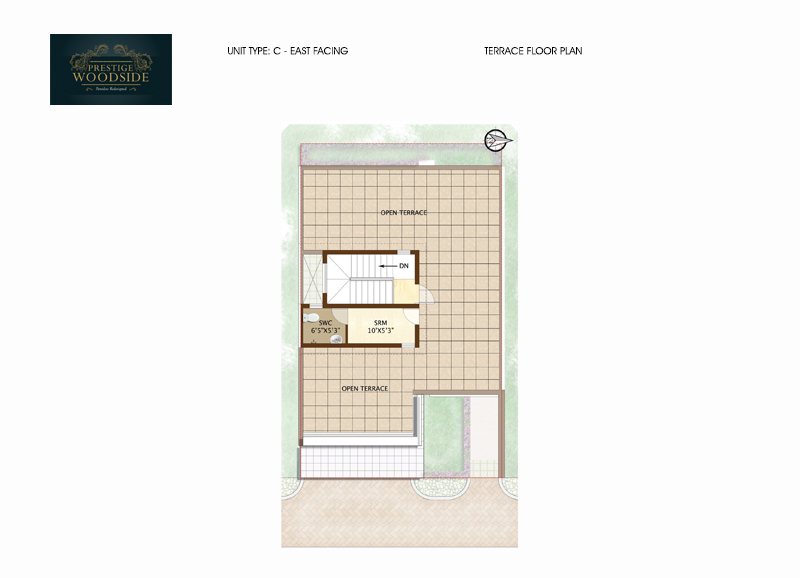 PRESTIGE
WOODSIDE
UNIT TYPE: C - EAST FACING
TERRACE FLOOR PLAN
OPEN TERRACE
DN
SWC
6'5"X5'3"
SRM
10'X5'3"
OPEN TERRACE